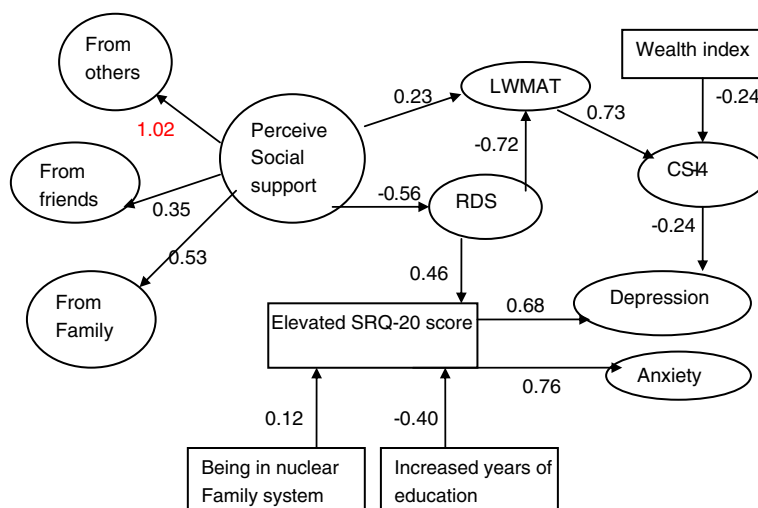 From
others
Wealth index
LWMAT
0.23
0.73
-0.24
1.02
Perceive
Social
support
-0.72
CSI4
From
friends
0.35
-0.56
RDS
-0.24
0.53
0.46
From
Family
Depression
0.68
Elevated SRQ-20 score
Anxiety
0.76
0.12
-0.40
Being in nuclear
Family system
Increased years of
education